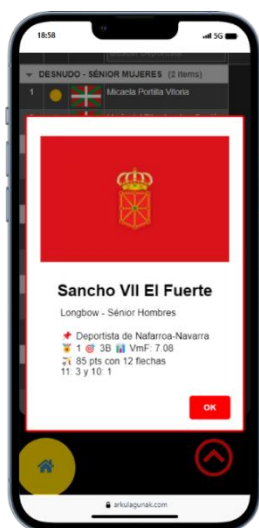 18:58
5G
DESNUDO - SÉNIOR MUJERES (2 items)
1 Micaela Portilla Vitoria
Sancho VII El Fuerte
Longbow - Sénior Hombres
Deportista de Nafarroa-Navarra
1 3B VmF: 7.08
85 pts con 12 flechas
11: 3 y 10: 1
OK
arkulagunak.com